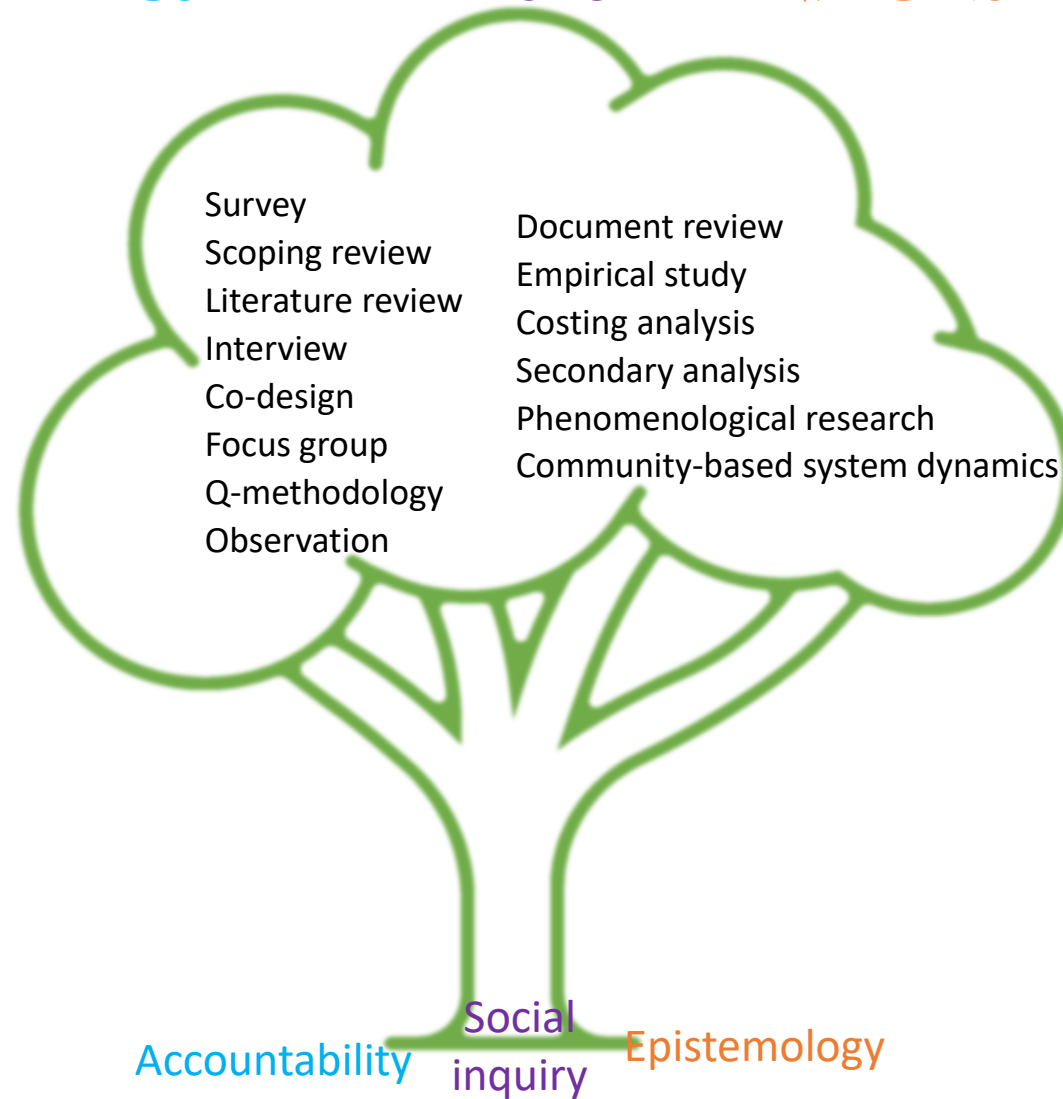 Survey
Scoping review
Literature review
Interview
Co-design
Focus group
Q-methodology
Observation
Document review
Empirical study
Costing analysis
Secondary analysis
Phenomenological research
Community-based system dynamics
Accountability
Social
inquiry
Epistemology